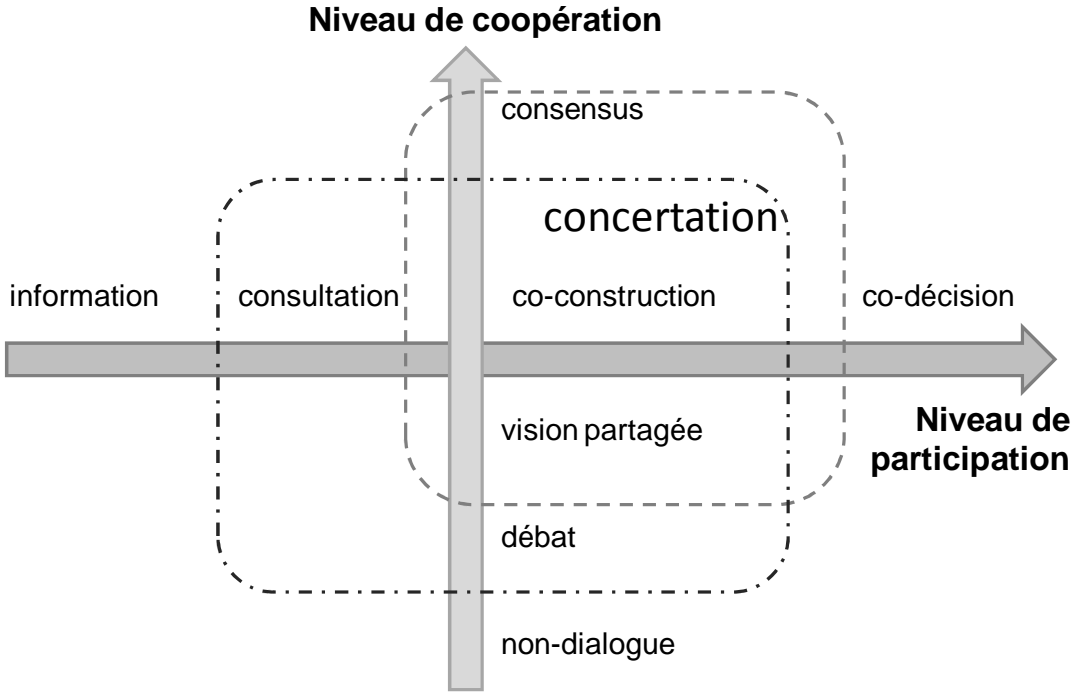 Niveau de coopération
consensus
concertation
information
consultation
co-construction
co-décision
Niveau de
participation
vision partagée
débat
non-dialogue